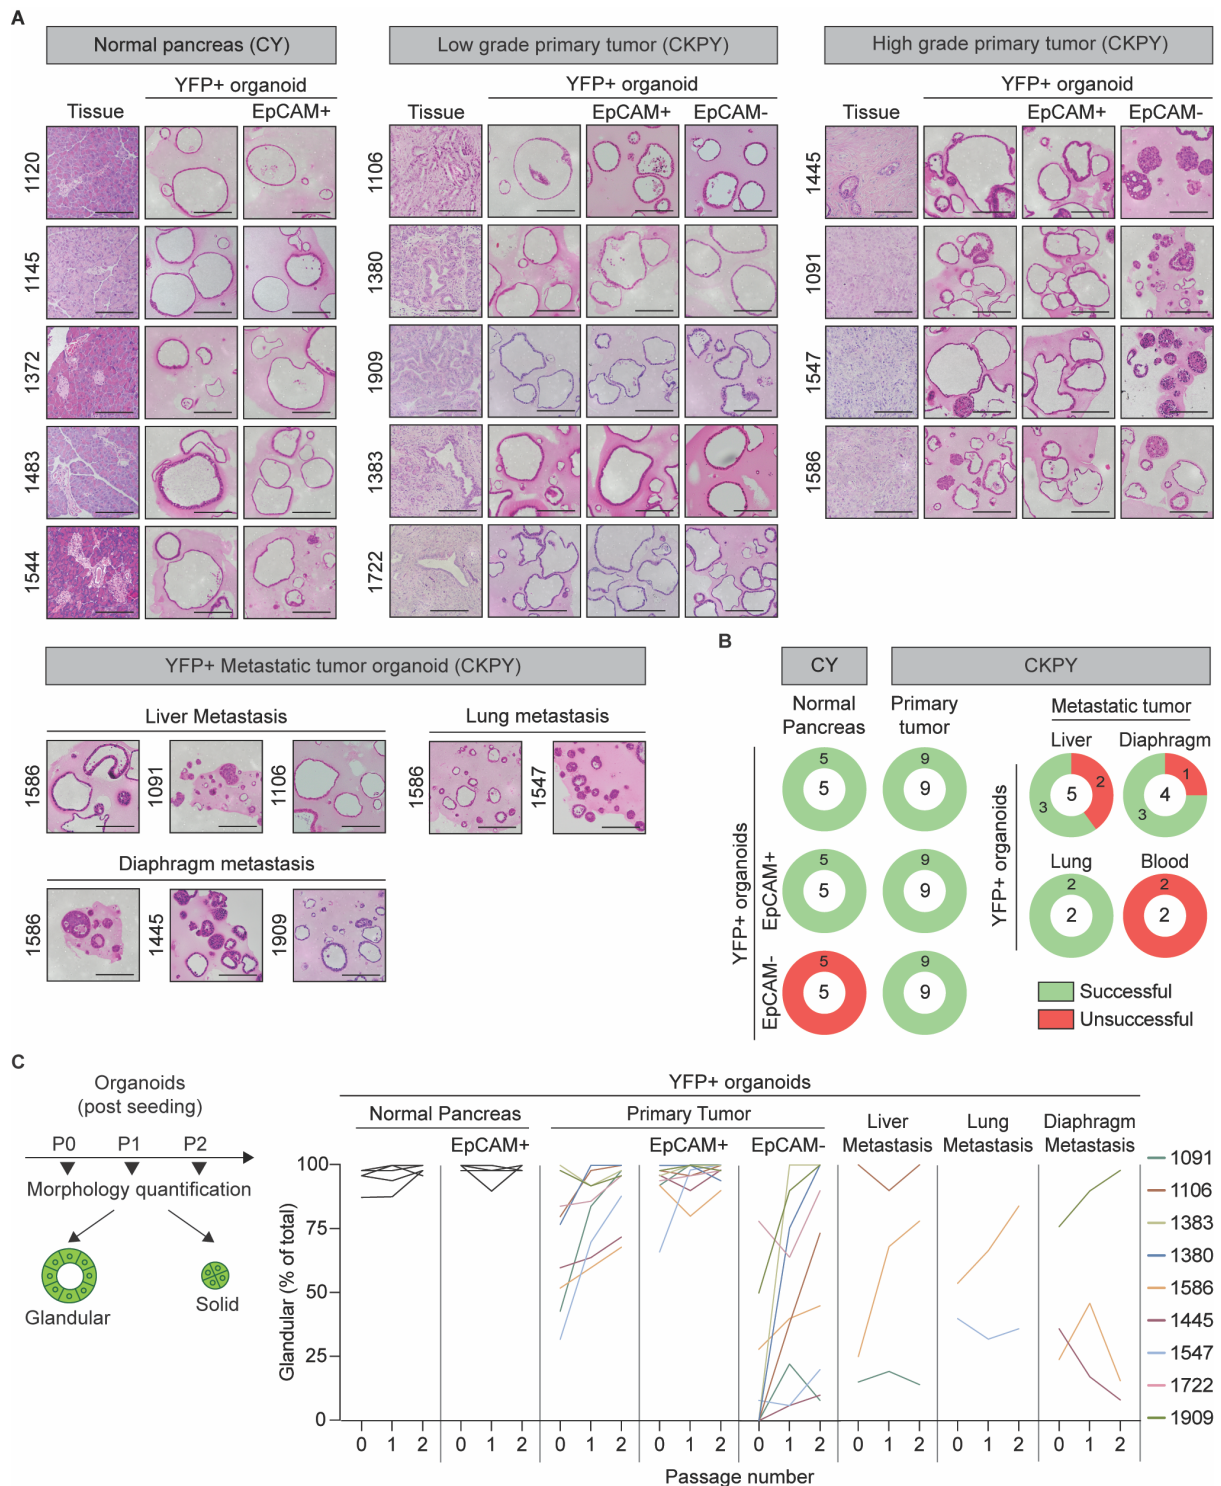 A
Normal pancreas (CY)
Low grade primary tumor (CKPY)
High grade primary tumor (CKPY)
YFP+ organoid
YFP+ organoid
YFP+ organoid
Tissue
EpCAM+
Tissue
EpCAM+
EpCAM-
Tissue
EpCAM+
EpCAM-
1120
1106
1445
1145
1380
1091
1372
1909
1547
1483
1383
1586
1544
1722
YFP+ Metastatic tumor organoid (CKPY)
Liver Metastasis
Lung metastasis
1586
1091
1106
1586
1547
Diaphragm metastasis
1586
1445
1909
B
CY
CKPY
Normal
Pancreas
Primary
tumor
Metastatic tumor
Liver
Diaphragm
YFP+ organoids
EpCAM+
EpCAM-
5
5
9
9
5
5
9
9
5
5
9
9
YFP+ organoids
5
2
3
4
1
3
Lung
Blood
2
2
2
2
Successful
Unsuccessful
C
Organoids
(post seeding)
P0
P1
P2
Morphology quantification
Glandular
Solid
YFP+ organoids
Normal Pancreas
Primary Tumor
Liver
Metastasis
Lung
Metastasis
Diaphragm
Metastasis
EpCAM+
EpCAM+
EpCAM-
Glandular (% of total)
100
75
50
25
0
0 1 2
0 1 2
0 1 2
0 1 2
0 1 2
0 1 2
0 1 2
0 1 2
Passage number
1091
1106
1383
1380
1586
1445
1547
1722
1909